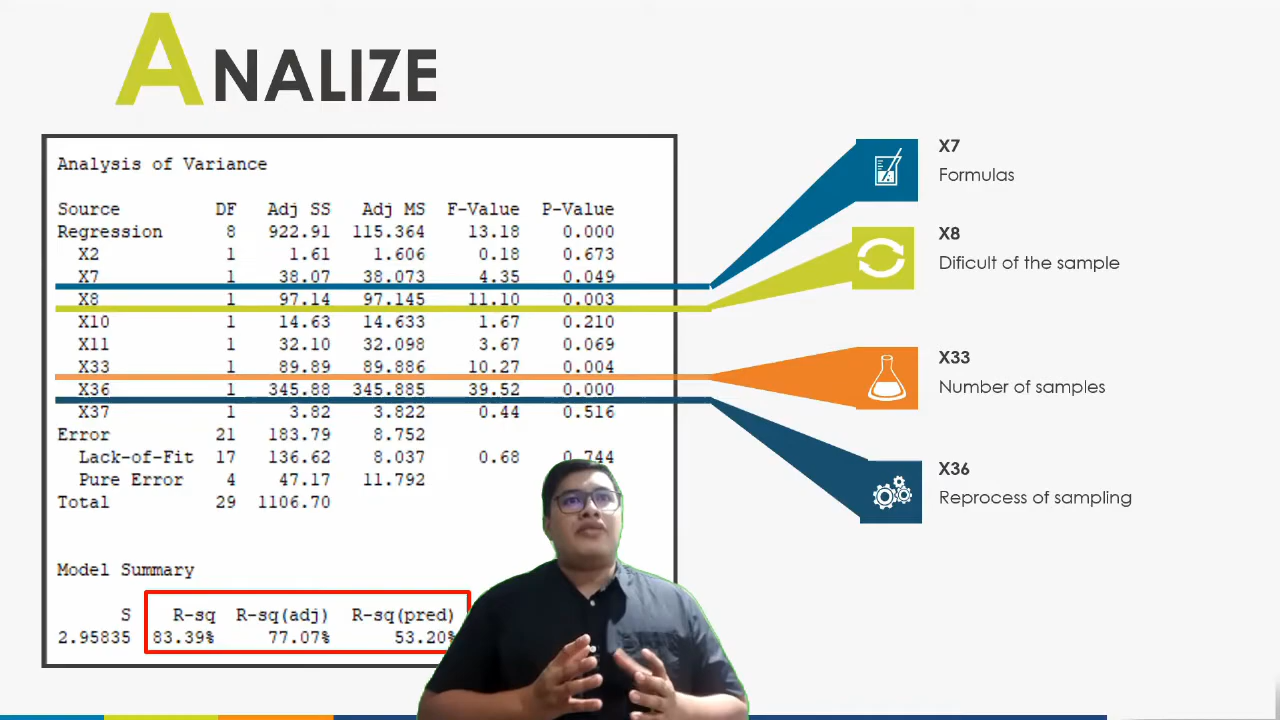 ANALIZE
Analysis of Variance
Source DF Adj SS Adj MS F-Value P-Value
Regression 8 922.91 115.364 13.18 0.000
X2 1 1.61 1.606 0.18 0.673
X7 1 38.07 38.073 4.35 0.049
X8 1 97.14 97.145 11.10 0.003
X10 1 14.63 14.633 1.67 0.210
X11 1 32.10 32.098 3.67 0.069
X33 1 89.89 89.886 10.27 0.004
X36 1 345.88 345.885 39.52 0.000
X37 1 3.82 3.822 0.44 0.516
Error 21 183.79 8.752
Lack-of-Fit 17 136.62 8.037 0.68 0.744
Pure Error 4 47.17 11.792
Total 29 1106.70
Model Summary
S R-sq R-sq(adj) R-sq(pred)
2.95835 83.39% 77.07% 53.20%
X7
Formulas
X8
Dificult of the sample
X33
Number of samples
X36
Reprocess of sampling